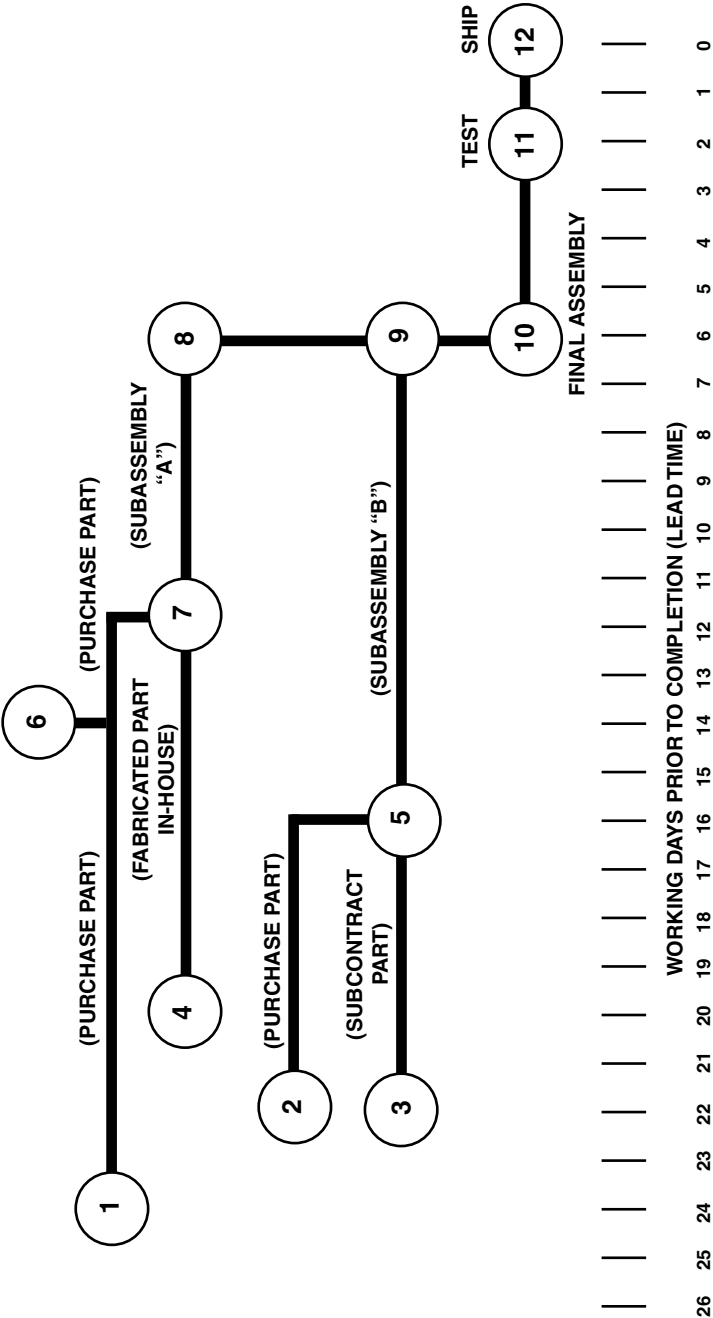 6
(PURCHASE PART)
(PURCHASE PART)
1
(FABRICATED PART
IN-HOUSE)
(SUBASSEMBLY
“A”)
4 7 8
(PURCHASE PART)
2
(SUBCONTRACT
PART)
(SUBASSEMBLY “B”)
3 5 9
TEST SHIP
10 11 12
FINAL ASSEMBLY
WORKING DAYS PRIOR TO COMPLETION (LEAD TIME)
26 25 24 23 22 21 20 19 18 17 16 15 14 13 12 11 10 9 8 7 6 5 4 3 2 1 0